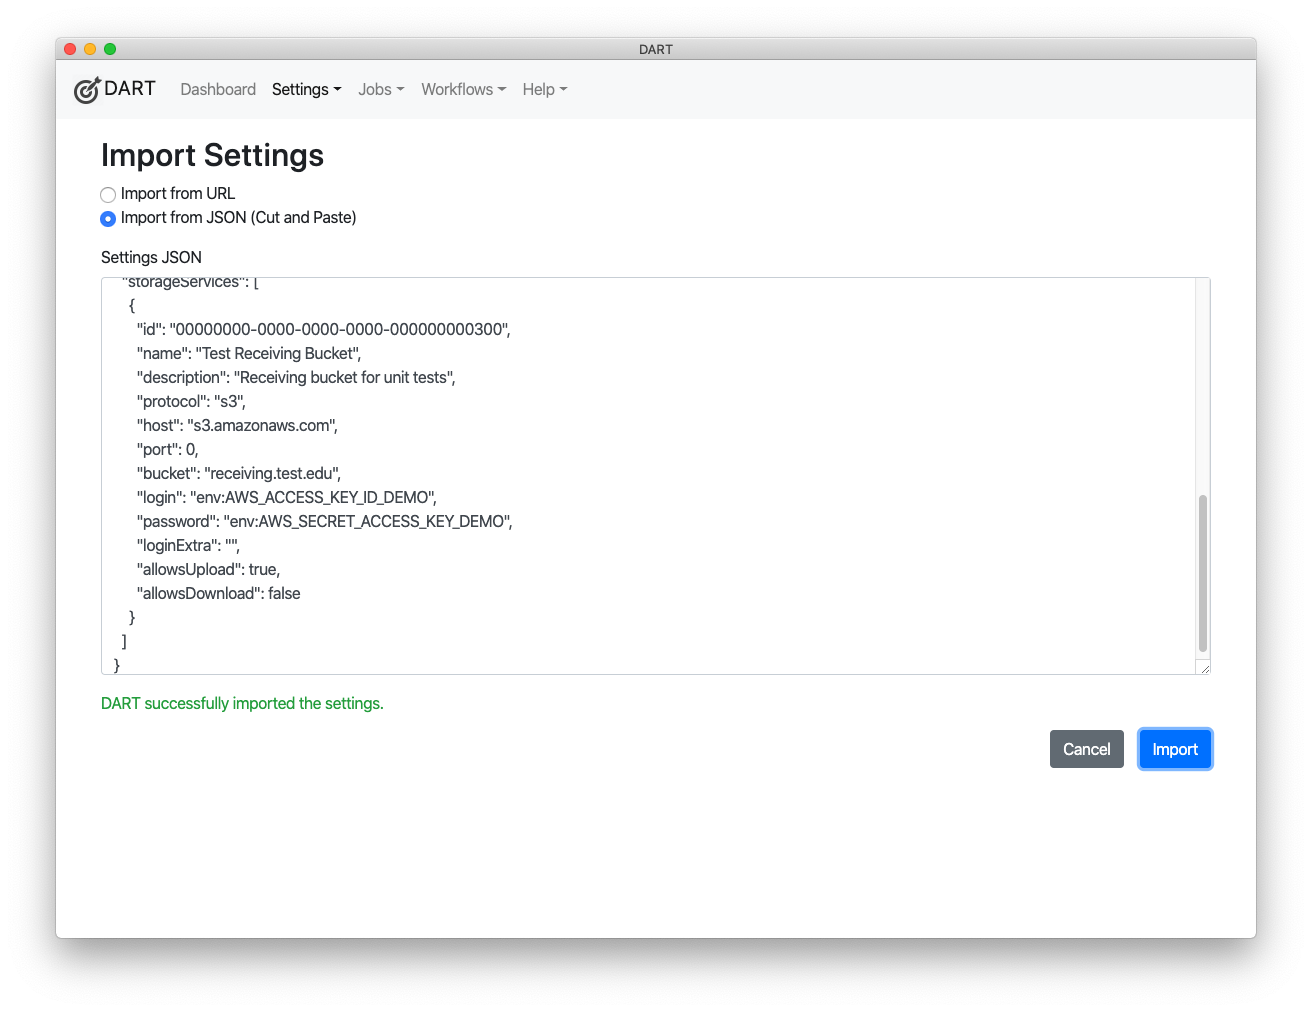 DART
DART Dashboard Settings Jobs Workflows Help
Import Settings
Import from URL
Import from JSON (Cut and Paste)
Settings JSON
"storageServices": [
{
"id": "00000000-0000-0000-0000-000000000300",
"name": "Test Receiving Bucket",
"description": "Receiving bucket for unit tests",
"protocol": "s3",
"host": "s3.amazonaws.com",
"port": 0,
"bucket": "receiving.test.edu",
"login": "env:AWS_ACCESS_KEY_ID_DEMO",
"password": "env:AWS_SECRET_ACCESS_KEY_DEMO",
"loginExtra": "",
"allowsUpload": true,
"allowsDownload": false
}
]
}
DART successfully imported the settings.
Cancel Import